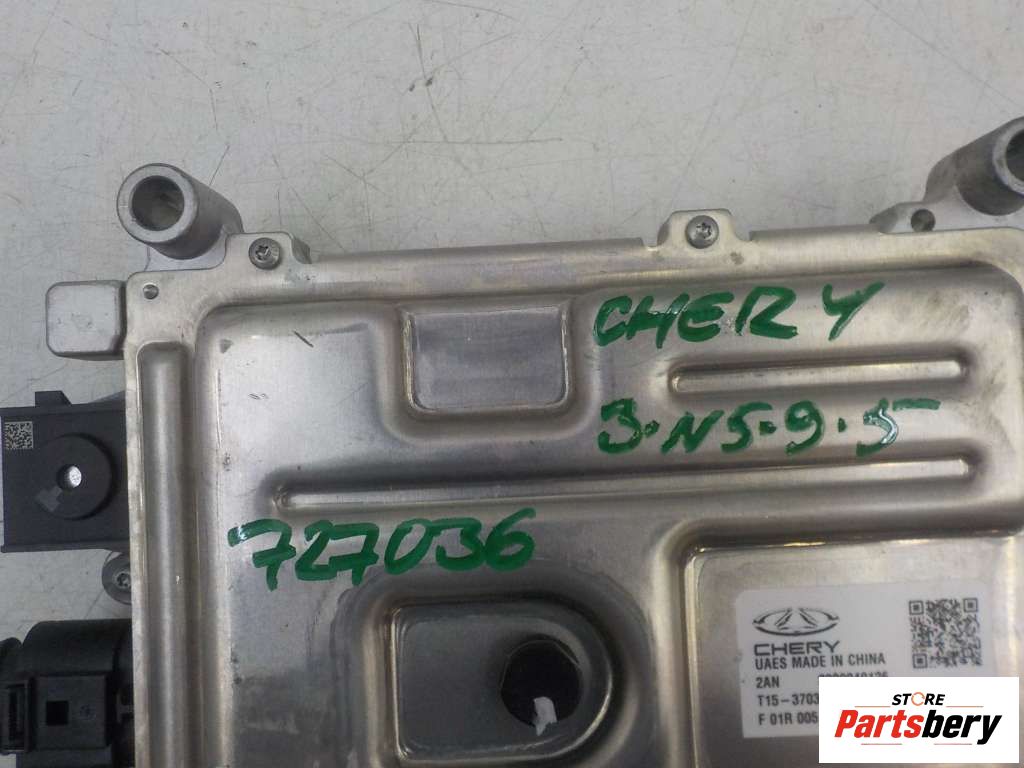 CHERY
3·N5·9·5
727036
CHERY
UAES MADE IN CHINA
2AN
T15-3703
F 01R 005
STORE
Partsbery